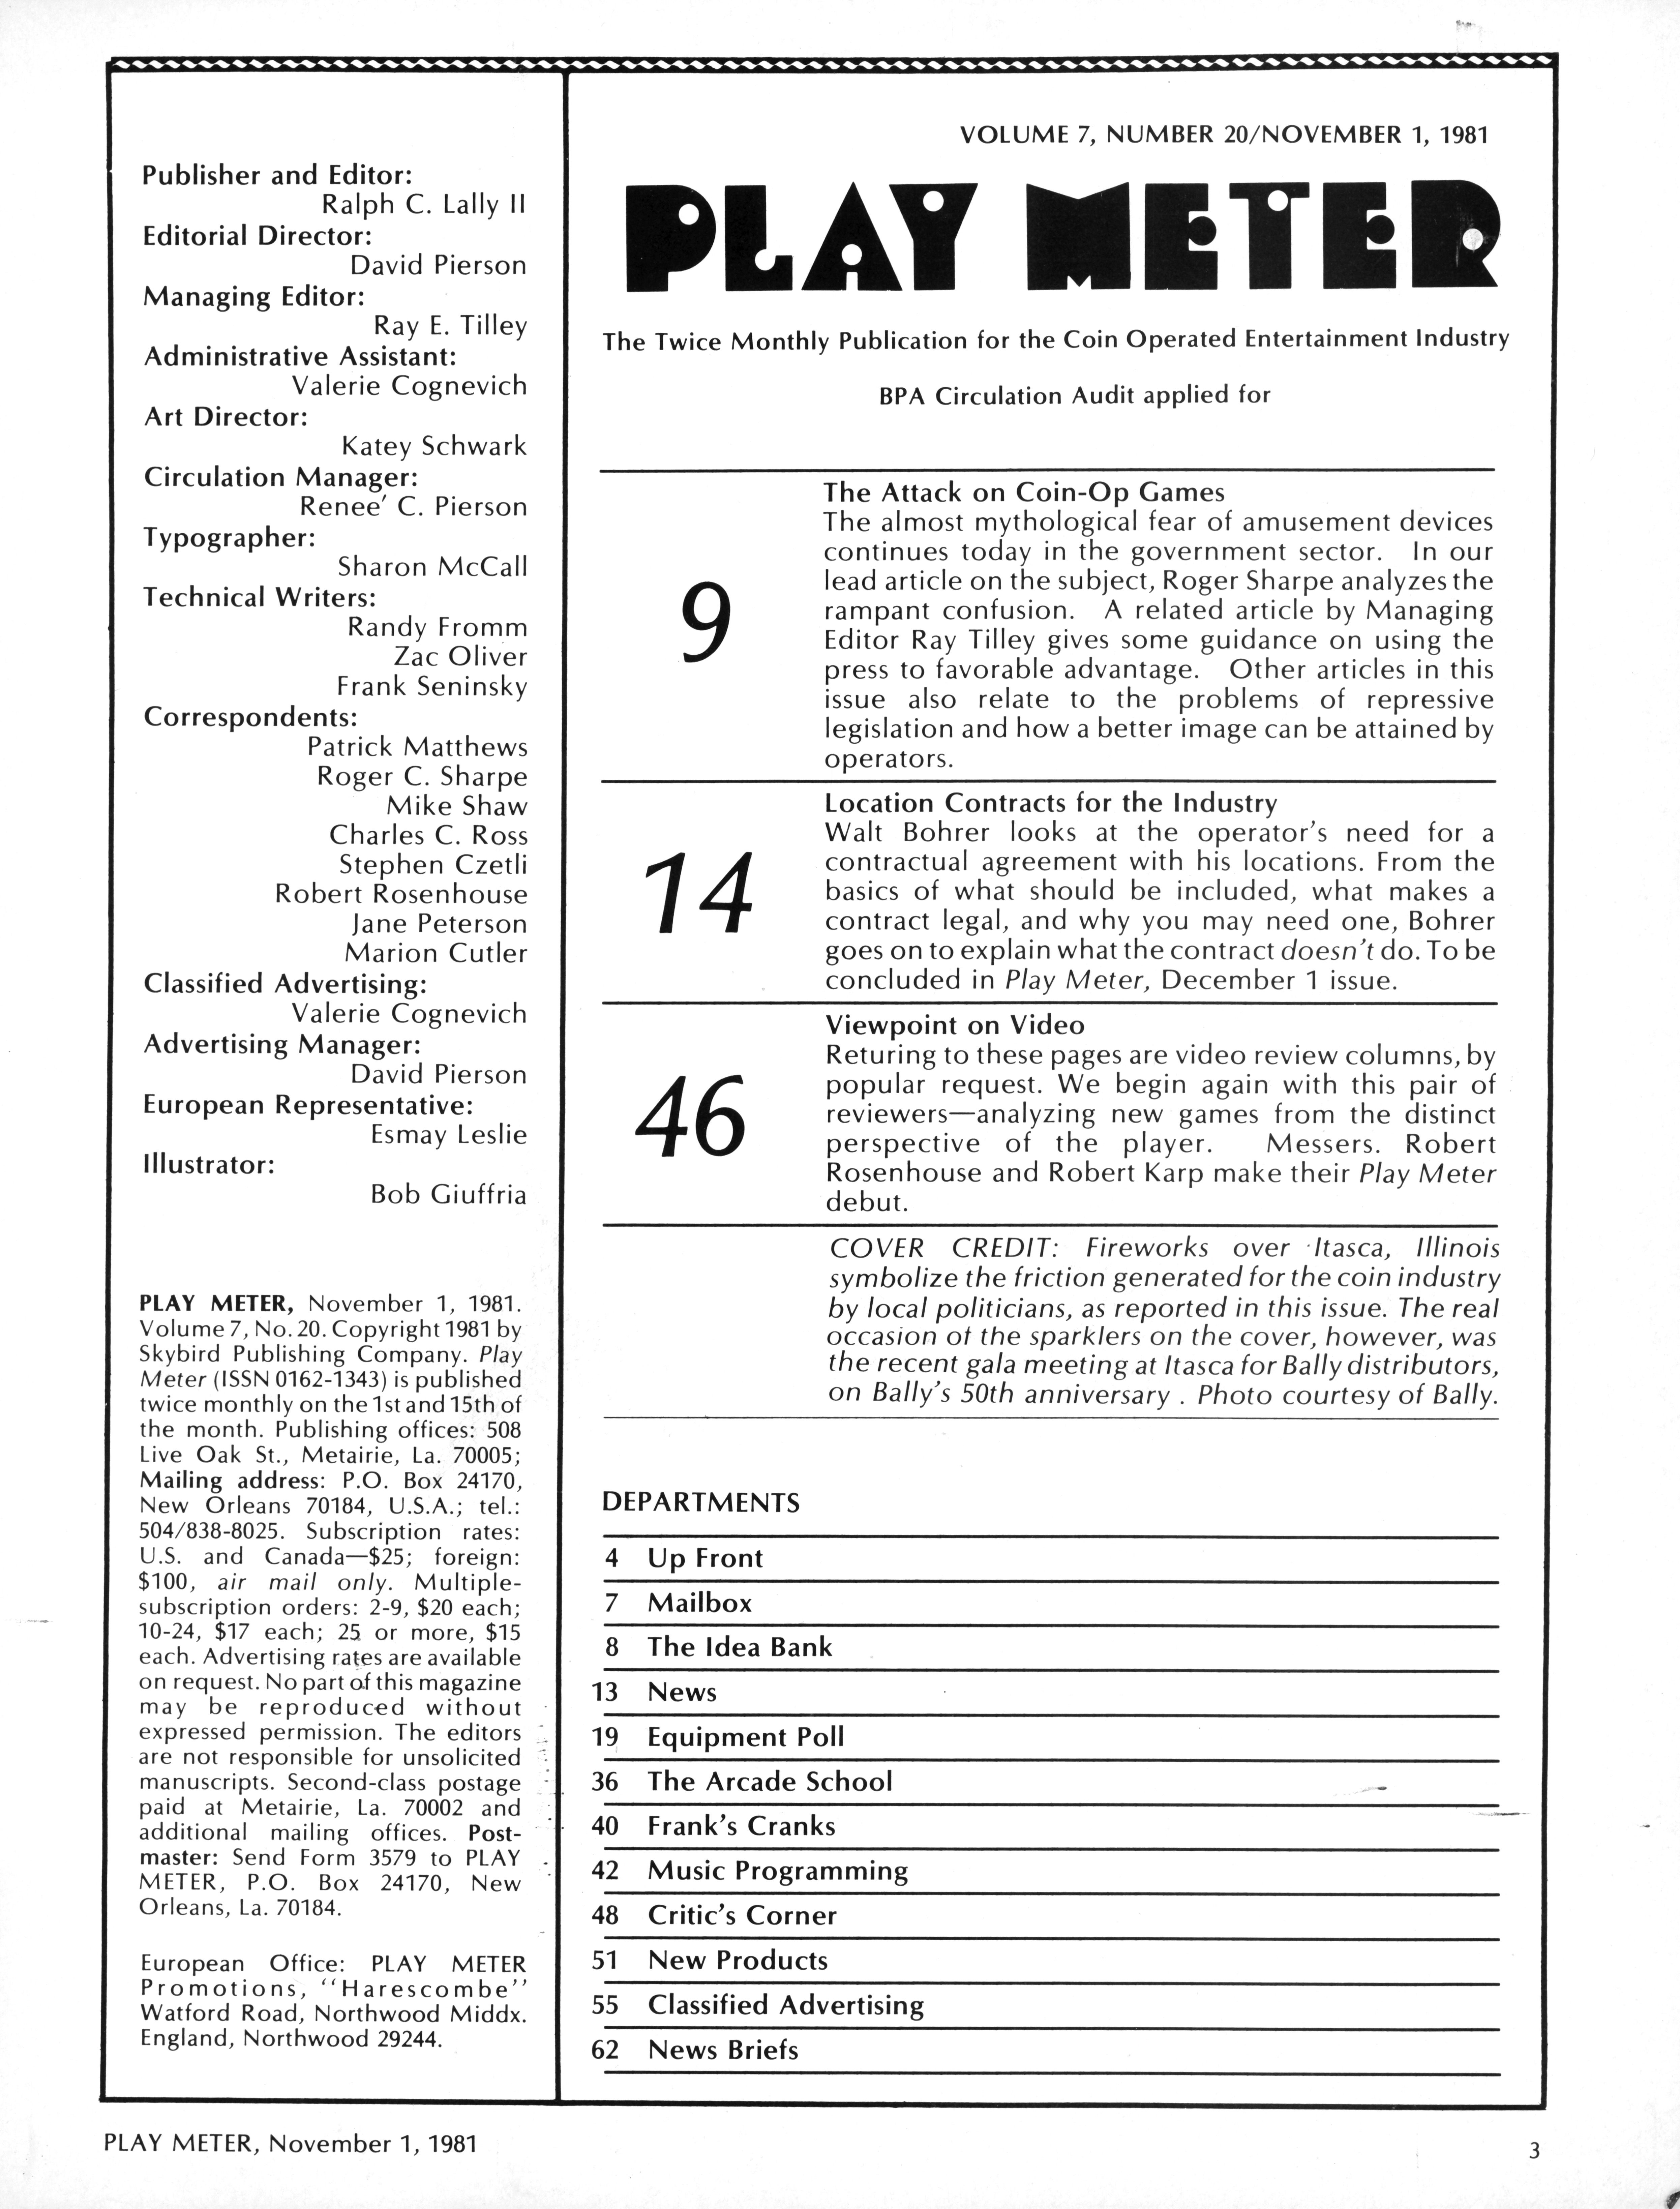 Publisher and Editor:
Ralph C. Lally II
Editorial Director:
David Pierson
Managing Editor:
Ray E. Tilley
Administrative Assistant:
Valerie Cognevich
Art Director:
Katey Schwark
Circulation Manager:
Renee' C. Pierson
Typographer:
Sharon McCall
Technical Writers:
Randy Fromm
Zac Oliver
Frank Seninsky
Correspondents:
Patrick Matthews
Roger C. Sharpe
Mike Shaw
Charles C. Ross
Stephen Czetli
Robert Rosenhouse
Jane Peterson
Marion Cutler
Classified Advertising:
Valerie Cognevich
Advertising Manager:
David Pierson
European Representative:
Esmay Leslie
Illustrator:
Bob Giuffria
PLAY METER, November 1, 1981.
Volume 7, No. 20. Copyright 1981 by
Skybird Publishing Company. Play
Meter (ISSN 0162-1343) is published
twice monthly on the 1st and 15th of
the month. Publishing offices: 508
Live Oak St., Metairie, La. 70005;
Mailing address: P.O. Box 24170,
New Orleans 70184, U.S.A.; tel.:
504/838-8025. Subscription rates:
U.S. and Canada—$25; foreign:
$100, air mail only. Multiple-
subscription orders: 2-9, $20 each;
10-24, $17 each; 25 or more, $15
each. Advertising rates are available
on request. No part of this magazine
may be reproduced without
expressed permission. The editors
are not responsible for unsolicited
manuscripts. Second-class postage
paid at Metairie, La. 70002 and
additional mailing offices. Post-
master: Send Form 3579 to PLAY
METER, P.O. Box 24170, New
Orleans, La. 70184.
European Office: PLAY METER
Promotions, "Harescombe"
Watford Road, Northwood Middx.
England, Northwood 29244.
VOLUME 7, NUMBER 20/NOVEMBER 1, 1981
PLAY METER
The Twice Monthly Publication for the Coin Operated Entertainment Industry
BPA Circulation Audit applied for
9
The Attack on Coin-Op Games
The almost mythological fear of amusement devices
continues today in the government sector. In our
lead article on the subject, Roger Sharpe analyzes the
rampant confusion. A related article by Managing
Editor Ray Tilley gives some guidance on using the
press to favorable advantage. Other articles in this
issue also relate to the problems of repressive
legislation and how a better image can be attained by
operators.
14
Location Contracts for the Industry
Walt Bohrer looks at the operator's need for a
contractual agreement with his locations. From the
basics of what should be included, what makes a
contract legal, and why you may need one, Bohrer
goes on to explain what the contract doesn't do. To be
concluded in Play Meter, December 1 issue.
46
Viewpoint on Video
Returing to these pages are video review columns, by
popular request. We begin again with this pair of
reviewers—analyzing new games from the distinct
perspective of the player. Messers. Robert
Rosenhouse and Robert Karp make their Play Meter
debut.
COVER CREDIT: Fireworks over Itasca, Illinois
symbolize the friction generated for the coin industry
by local politicians, as reported in this issue. The real
occasion of the sparklers on the cover, however, was
the recent gala meeting at Itasca for Bally distributors,
on Bally's 50th anniversary . Photo courtesy of Bally.
DEPARTMENTS
4 Up Front
7 Mailbox
8 The Idea Bank
13 News
19 Equipment Poll
36 The Arcade School
40 Frank's Cranks
42 Music Programming
48 Critic's Corner
51 New Products
55 Classified Advertising
62 News Briefs
PLAY METER, November 1, 1981
3